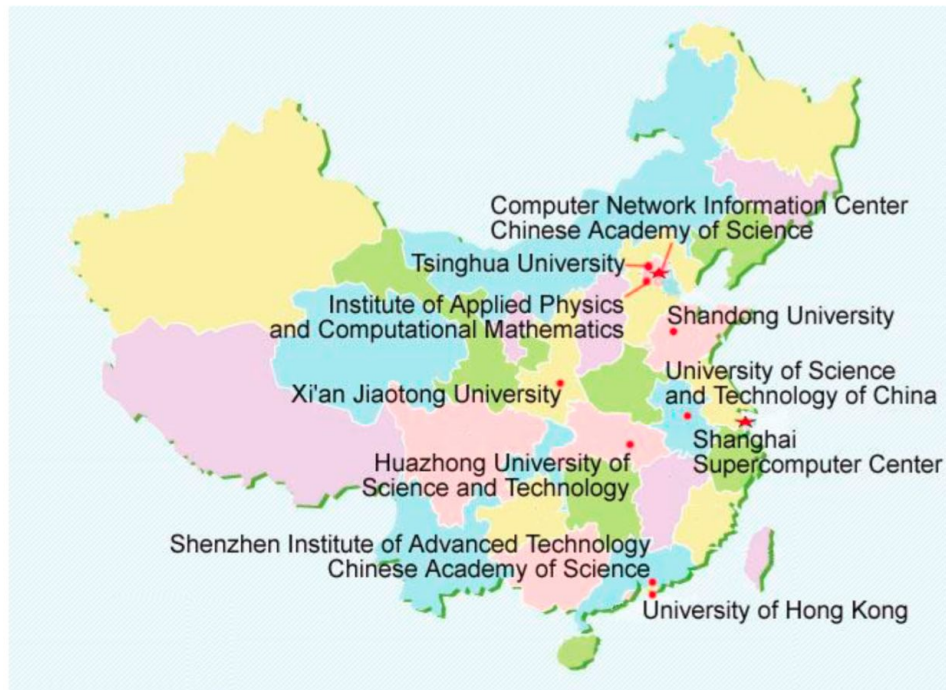 Computer Network Information Center
Chinese Academy of Science
Tsinghua University
Institute of Applied Physics
and Computational Mathematics
Shandong University
University of Science
and Technology of China
Xi'an Jiaotong University
Shanghai
Supercomputer Center
Huazhong University of
Science and Technology
Shenzhen Institute of Advanced Technology
Chinese Academy of Science
University of Hong Kong